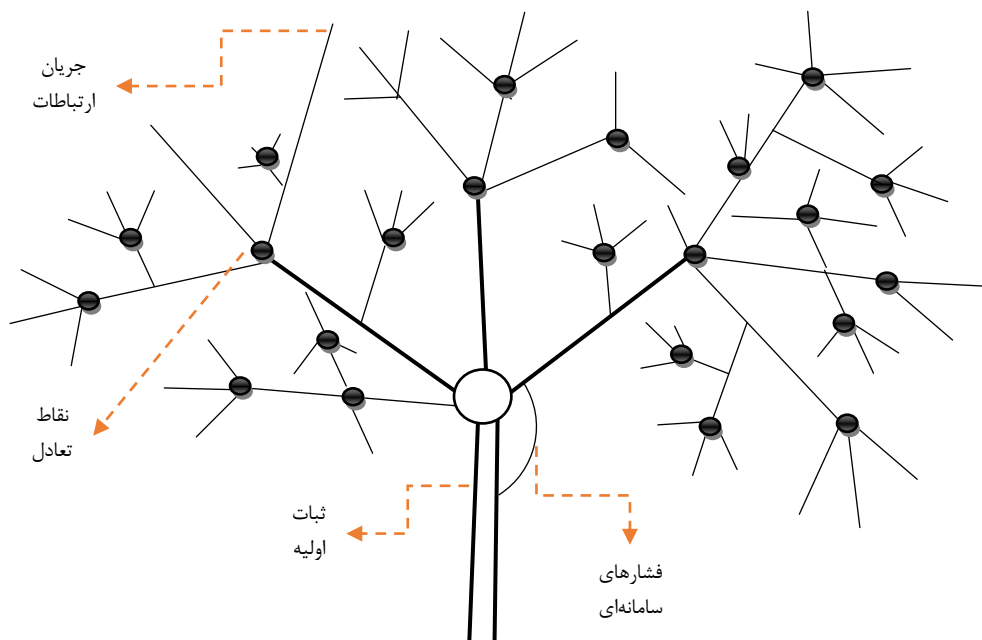 جریان
ارتباطات
نقاط
تعادل
ثبات
اولیه
فشارهای
سامانه‌ای